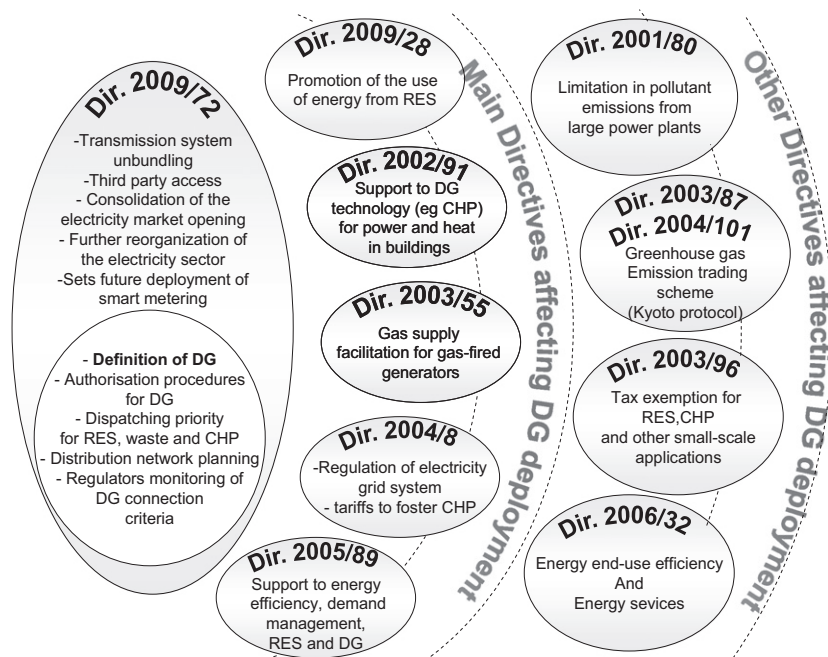 Dir. 2009/72
-Transmission system
unbundling
-Third party access
- Consolidation of the
electricity market opening
- Further reorganization of
the electricity sector
-Sets future deployment of
smart metering
- Definition of DG
- Authorisation procedures
for DG
- Dispatching priority
for RES, waste and CHP
- Distribution network planning
- Regulators monitoring of
DG connection
criteria
Dir. 2009/28
Promotion of the use
of energy from RES
Dir. 2002/91
Support to DG
technology (eg CHP)
for power and heat
in buildings
Dir. 2003/55
Gas supply
facilitation for gas-fired
generators
Dir. 2004/8
-Regulation of electricity
grid system
- tariffs to foster CHP
Dir. 2005/89
Support to energy
efficiency, demand
management,
RES and DG
Main Directives affecting DG deployment
Dir. 2001/80
Limitation in pollutant
emissions from
large power plants
Dir. 2003/87
Dir. 2004/101
Greenhouse gas
Emission trading
scheme
(Kyoto protocol)
Dir. 2003/96
Tax exemption for
RES,CHP
and other small-scale
applications
Dir. 2006/32
Energy end-use efficiency
And
Energy sevices
Other Directives affecting DG deployment